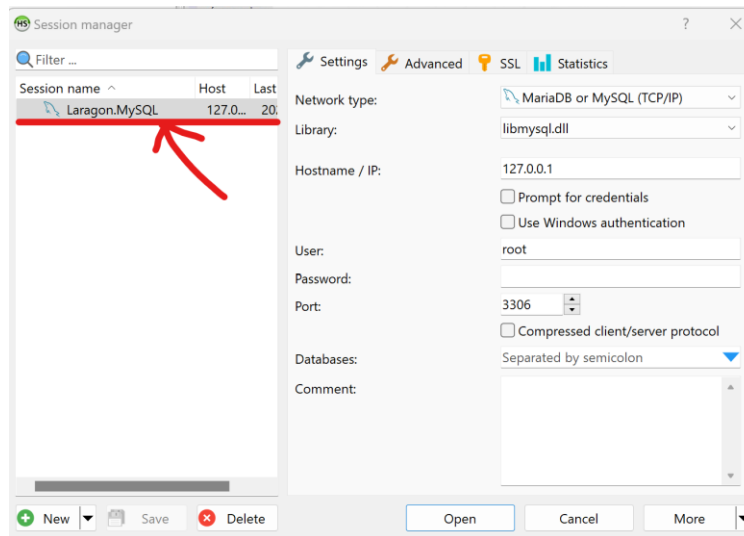 HS Session manager ? ✕
Filter ...
Session name Host Last
Laragon.MySQL 127.0... 20
Settings Advanced SSL Statistics
Network type: MariaDB or MySQL (TCP/IP)
Library: libmysql.dll
Hostname / IP: 127.0.0.1
Prompt for credentials
Use Windows authentication
User: root
Password:
Port: 3306
Compressed client/server protocol
Databases: Separated by semicolon
Comment:
New Save Delete Open Cancel More